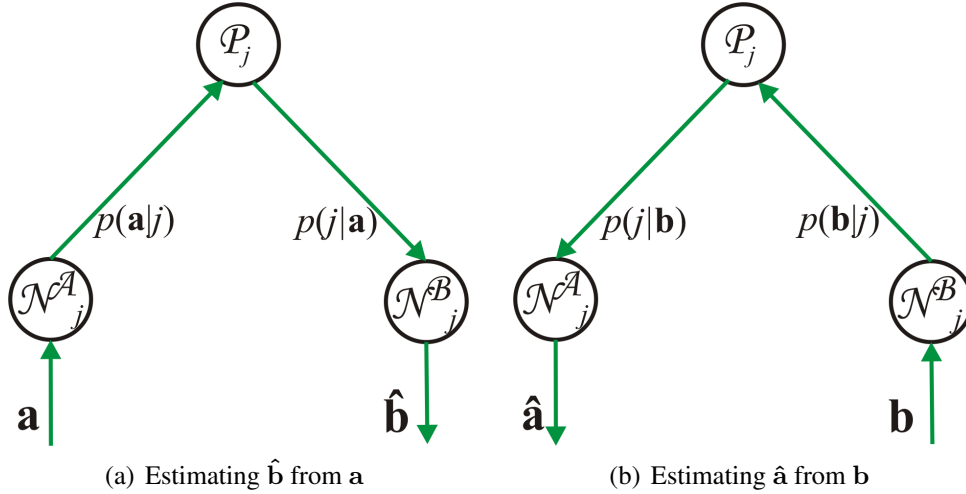 𝒫j
p(a|j)
p(j|a)
𝒩𝒜j
𝒩ℬj
a
b̂
(a) Estimating b̂ from a
𝒫j
p(j|b)
p(b|j)
𝒩𝒜j
𝒩ℬj
â
b
(b) Estimating â from b